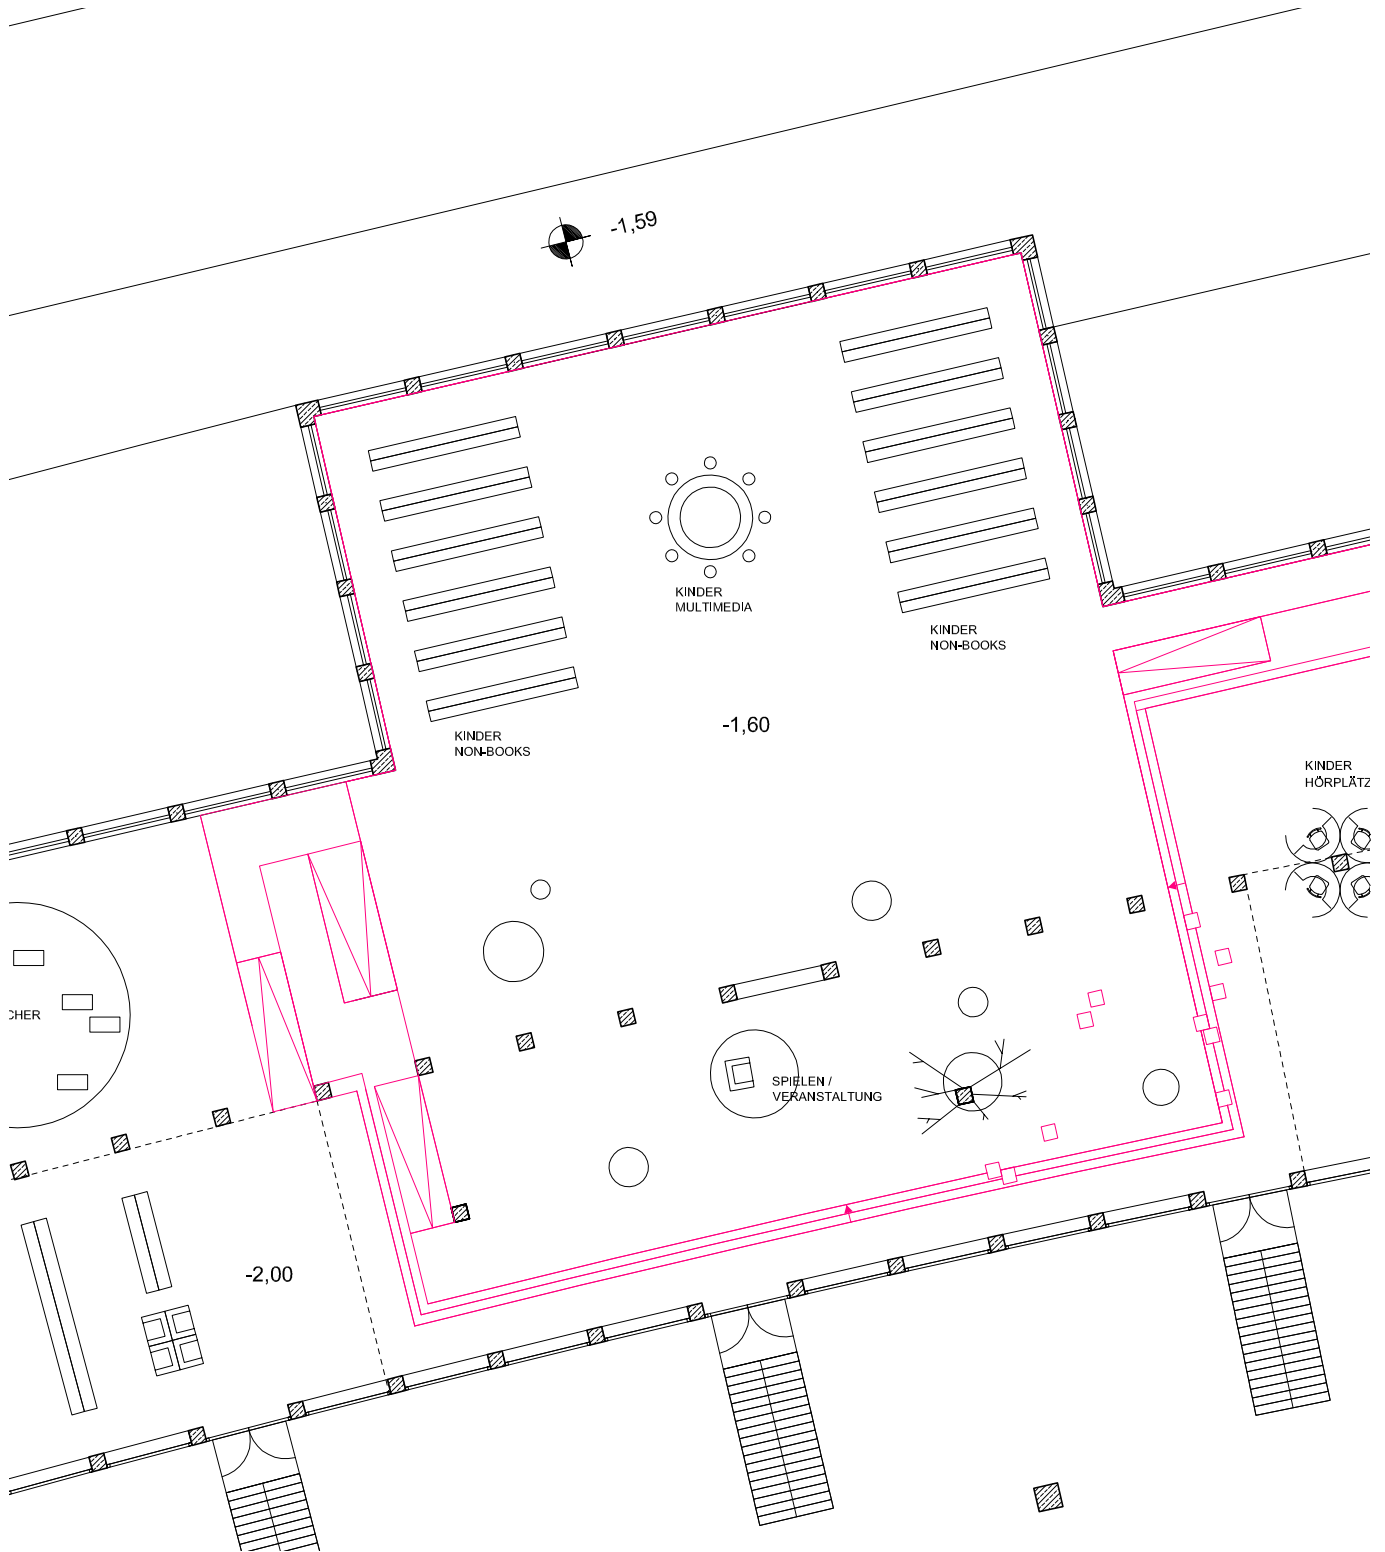 -1,59
KINDER
MULTIMEDIA
KINDER
NON-BOOKS
-1,60
KINDER
NON-BOOKS
KINDER
HÖRPLÄTZ
CHER
SPIELEN /
VERANSTALTUNG
-2,00